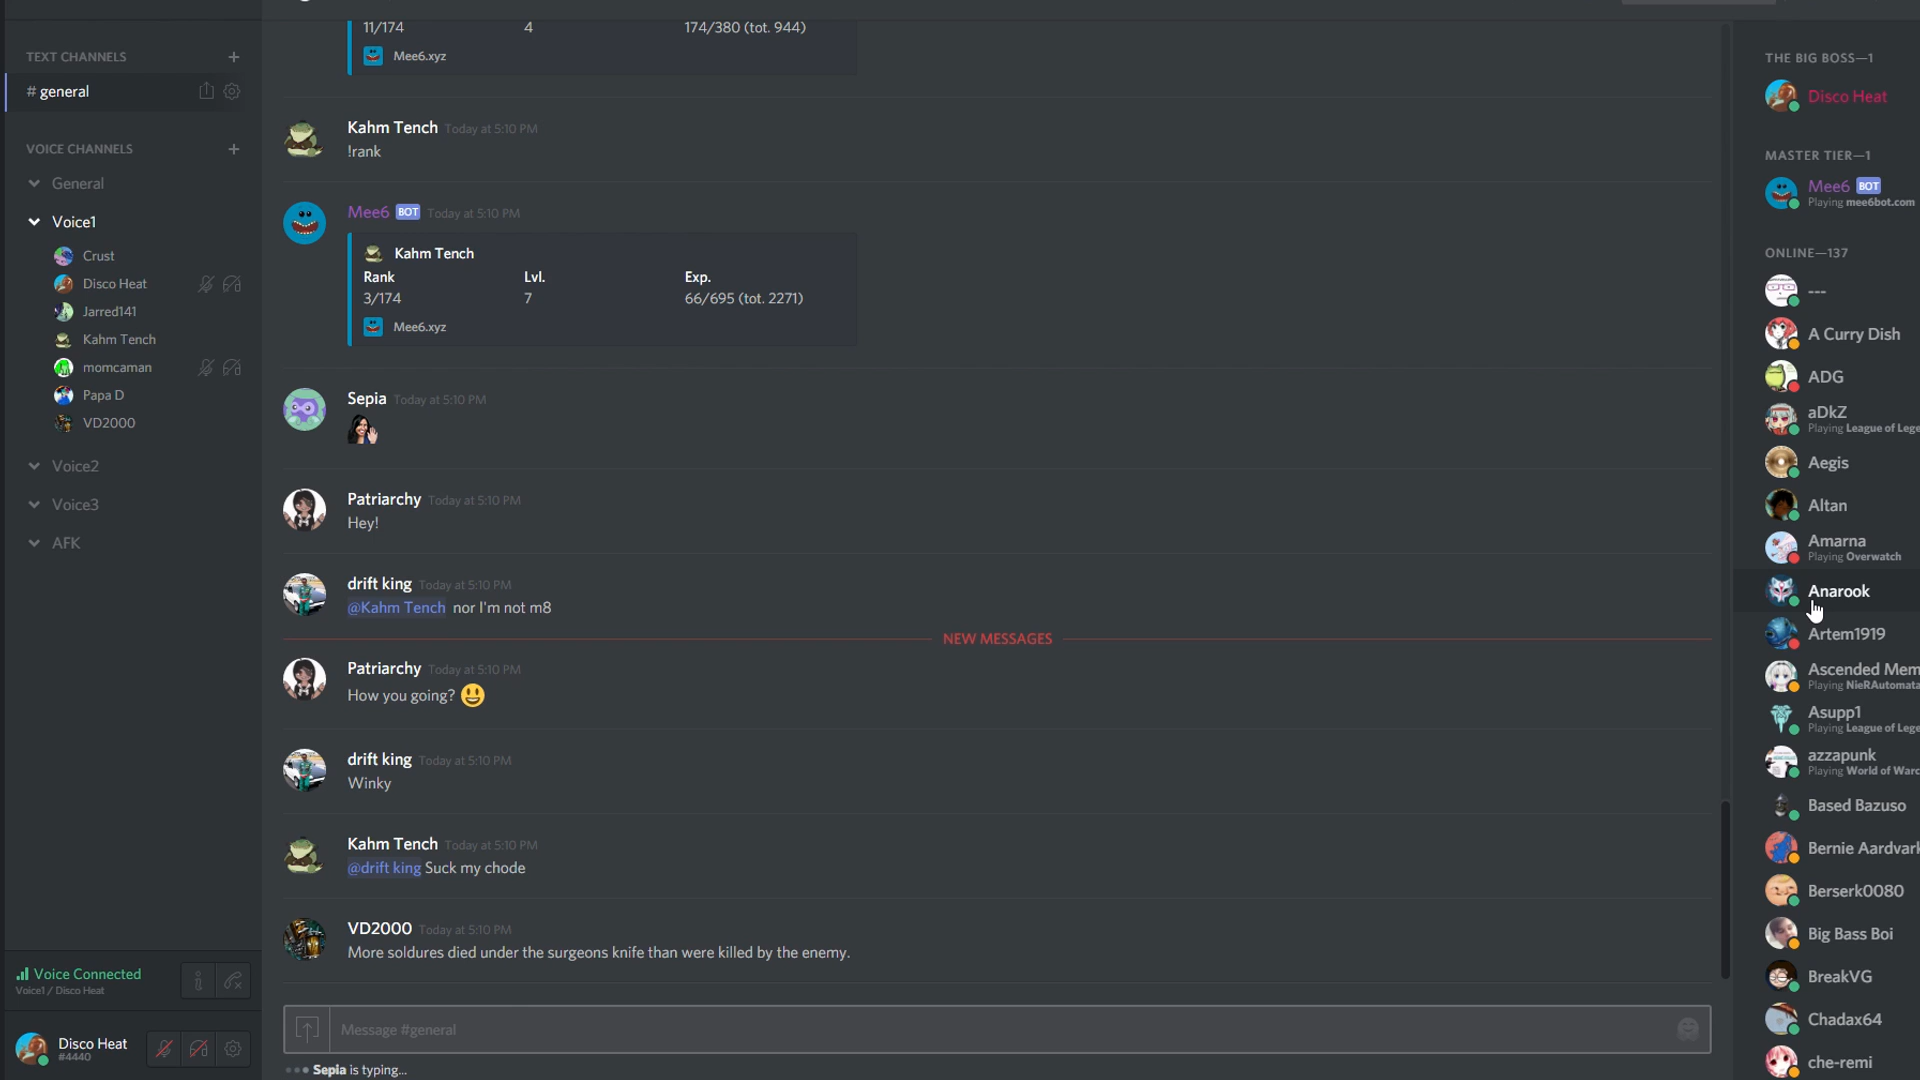 TEXT CHANNELS +
# general
VOICE CHANNELS +
General
Voice1
Crust
Disco Heat
Jarred141
Kahm Tench
momcaman
Papa D
VD2000
Voice2
Voice3
AFK
Voice Connected
Voice1 / Disco Heat
Disco Heat
#4440
11/174 4 174/380 (tot. 944)
Mee6.xyz
Kahm Tench Today at 5:10 PM
!rank
Mee6 BOT Today at 5:10 PM
Kahm Tench
Rank Lvl. Exp.
3/174 7 66/695 (tot. 2271)
Mee6.xyz
Sepia Today at 5:10 PM
Patriarchy Today at 5:10 PM
Hey!
drift king Today at 5:10 PM
@Kahm Tench nor I'm not m8
NEW MESSAGES
Patriarchy Today at 5:10 PM
How you going? 😃
drift king Today at 5:10 PM
Winky
Kahm Tench Today at 5:10 PM
@drift king Suck my chode
VD2000 Today at 5:10 PM
More soldures died under the surgeons knife than were killed by the enemy.
Message #general
Sepia is typing...
THE BIG BOSS—1
Disco Heat
MASTER TIER—1
Mee6 BOT
Playing mee6bot.com
ONLINE—137
---
A Curry Dish
ADG
aDkZ
Playing League of Lege
Aegis
Altan
Amarna
Playing Overwatch
Anarook
Artem1919
Ascended Mem
Playing NieRAutomata
Asupp1
Playing League of Lege
azzapunk
Playing World of Warc
Based Bazuso
Bernie Aardvark
Berserk0080
Big Bass Boi
BreakVG
Chadax64
che-remi